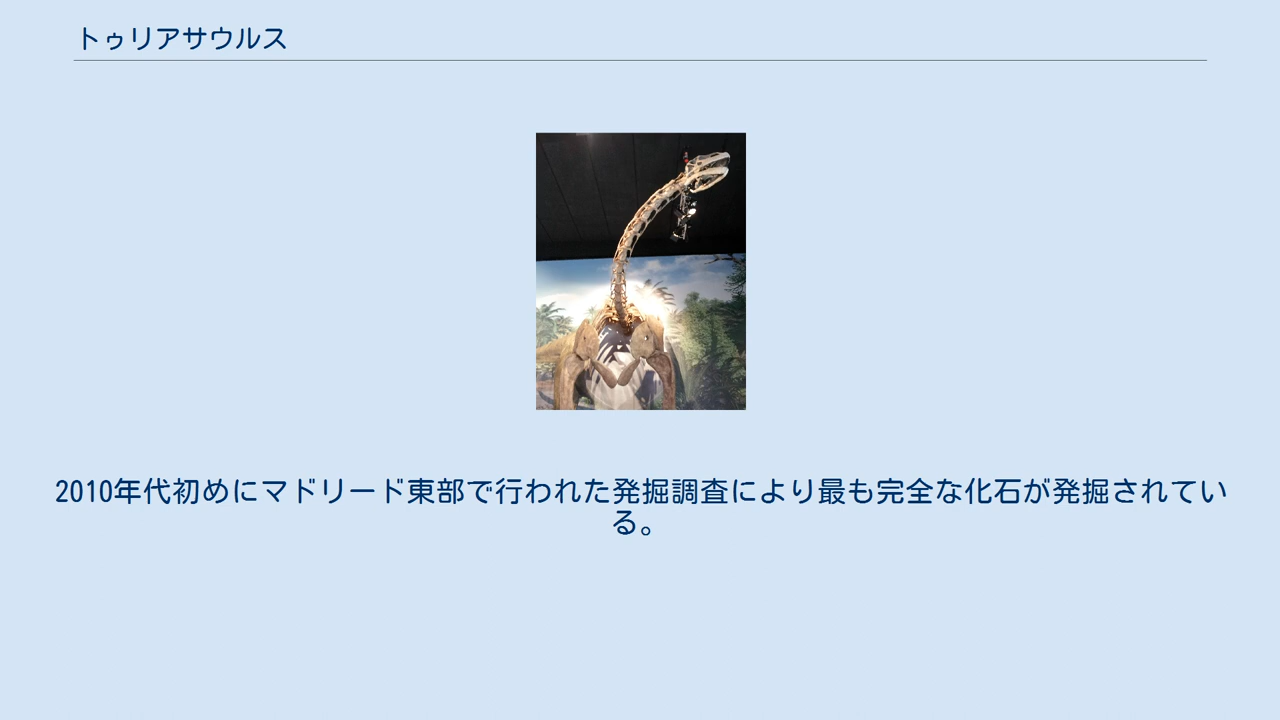 トゥリアサウルス
2010年代初めにマドリード東部で行われた発掘調査により最も完全な化石が発掘されてい
る。